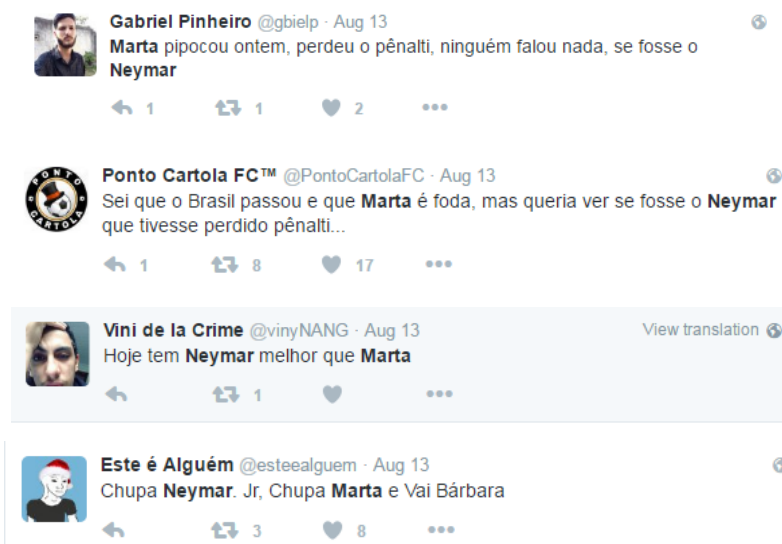 Gabriel Pinheiro @gbielp · Aug 13
Marta pipocou ontem, perdeu o pênalti, ninguém falou nada, se fosse o
Neymar
1 1 2
PONTO
CARTOLA
Ponto Cartola FC™ @PontoCartolaFC · Aug 13
Sei que o Brasil passou e que Marta é foda, mas queria ver se fosse o Neymar
que tivesse perdido pênalti...
1 8 17
Vini de la Crime @vinyNANG · Aug 13 View translation
Hoje tem Neymar melhor que Marta
1
Este é Alguém @esteealguem · Aug 13
Chupa Neymar. Jr, Chupa Marta e Vai Bárbara
3 8